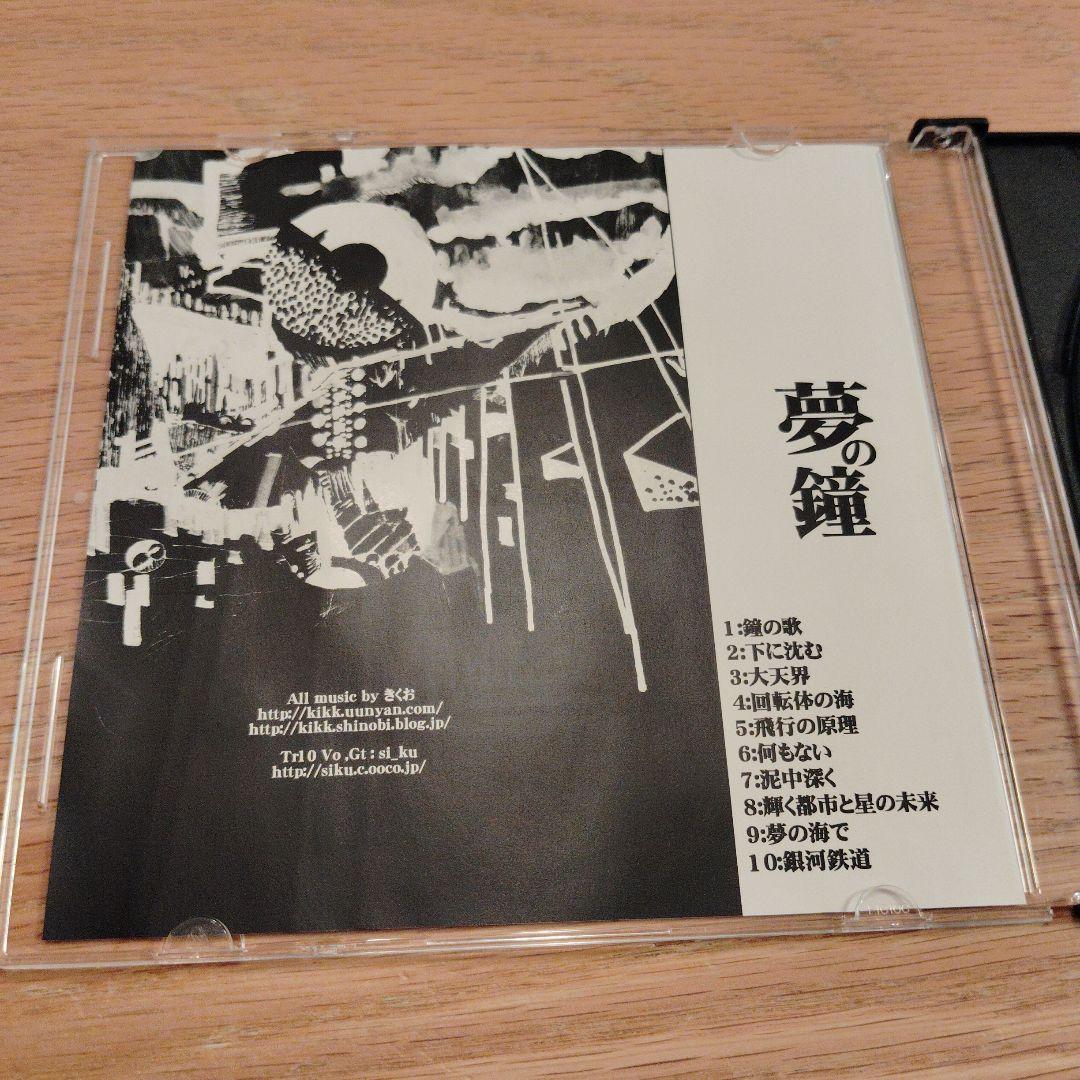 夢の鐘
1:鐘の歌
2:下に沈む
3:大天界
4:回転体の海
5:飛行の原理
6:何もない
7:泥中深く
8:輝く都市と星の未来
9:夢の海で
10:銀河鉄道
All music by きくお
http://kikk.uunyan.com/
http://kikk.shinobi.blog.jp/
Tr10 Vo ,Gt : si_ku
http://siku.c.ooco.jp/